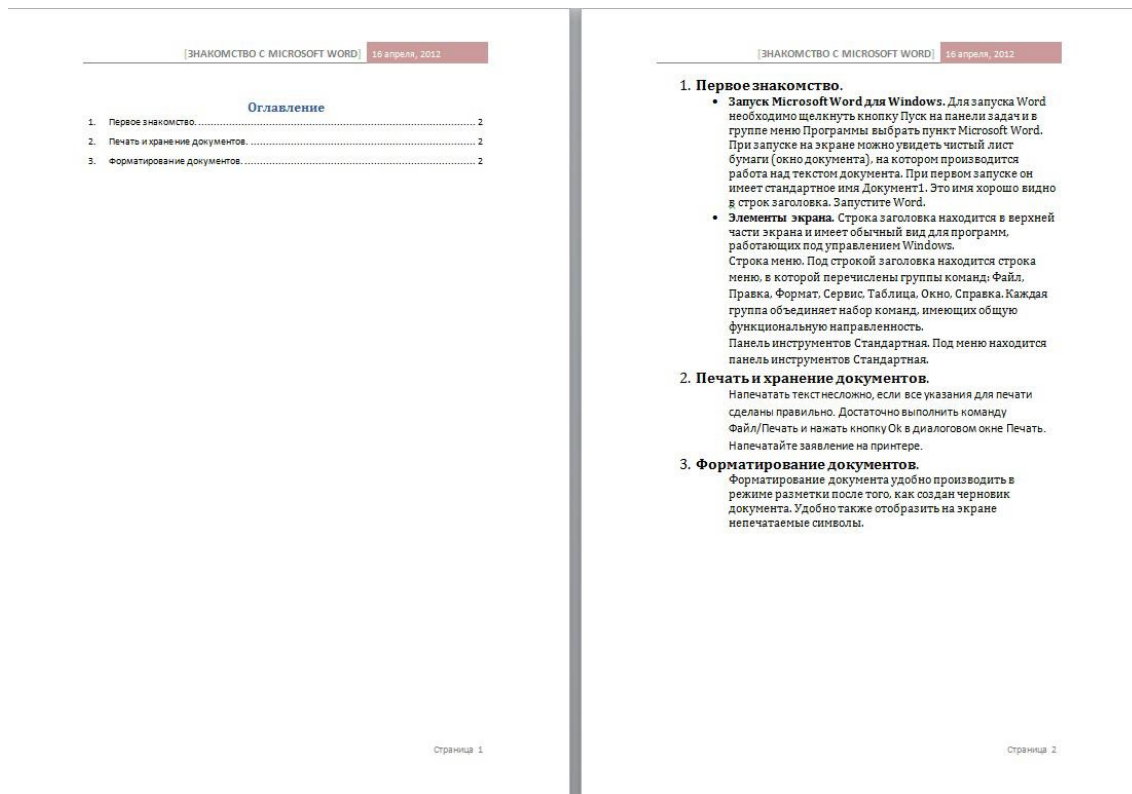 [ЗНАКОМСТВО С MICROSOFT WORD] 16 апреля, 2012
Оглавление
1. Первое знакомство. 2
2. Печать и хранение документов. 2
3. Форматирование документов. 2
Страница 1
[ЗНАКОМСТВО С MICROSOFT WORD] 16 апреля, 2012
1. Первое знакомство.
• Запуск Microsoft Word для Windows. Для запуска Word
необходимо щелкнуть кнопку Пуск на панели задач и в
группе меню Программы выбрать пункт Microsoft Word.
При запуске на экране можно увидеть чистый лист
бумаги (окно документа), на котором производится
работа над текстом документа. При первом запуске он
имеет стандартное имя Документ1. Это имя хорошо видно
в строк заголовка. Запустите Word.
• Элементы экрана. Строка заголовка находится в верхней
части экрана и имеет обычный вид для программ,
работающих под управлением Windows.
Строка меню. Под строкой заголовка находится строка
меню, в которой перечислены группы команд: Файл,
Правка, Формат, Сервис, Таблица, Окно, Справка. Каждая
группа объединяет набор команд, имеющих общую
функциональную направленность.
Панель инструментов Стандартная. Под меню находится
панель инструментов Стандартная.
2. Печать и хранение документов.
Напечатать текст несложно, если все указания для печати
сделаны правильно. Достаточно выполнить команду
Файл/Печать и нажать кнопку Ok в диалоговом окне Печать.
Напечатайте заявление на принтере.
3. Форматирование документов.
Форматирование документа удобно производить в
режиме разметки после того, как создан черновик
документа. Удобно также отобразить на экране
непечатаемые символы.
Страница 2